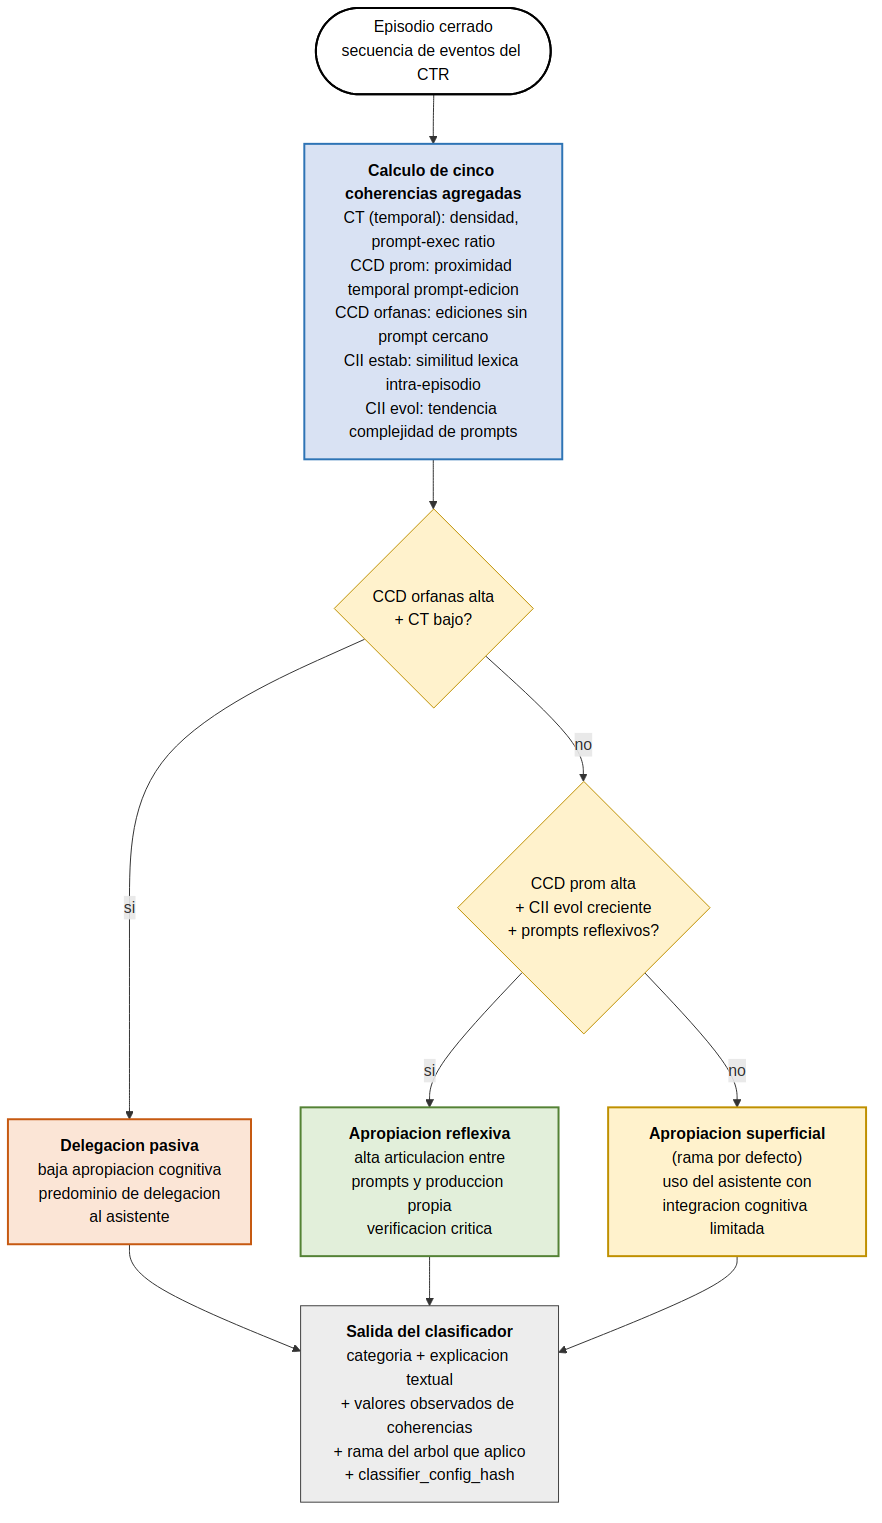 Episodio cerrado
secuencia de eventos del
CTR
Calculo de cinco
coherencias agregadas
CT (temporal): densidad,
prompt-exec ratio
CCD prom: proximidad
temporal prompt-edicion
CCD orfanas: ediciones sin
prompt cercano
CII estab: similitud lexica
intra-episodio
CII evol: tendencia
complejidad de prompts
CCD orfanas alta
+ CT bajo?
no
CCD prom alta
+ CII evol creciente
+ prompts reflexivos?
si
si
no
Delegacion pasiva
baja apropiacion cognitiva
predominio de delegacion
al asistente
Apropiacion reflexiva
alta articulacion entre
prompts y produccion
propia
verificacion critica
Apropiacion superficial
(rama por defecto)
uso del asistente con
integracion cognitiva
limitada
Salida del clasificador
categoria + explicacion
textual
+ valores observados de
coherencias
+ rama del arbol que aplico
+ classifier_config_hash